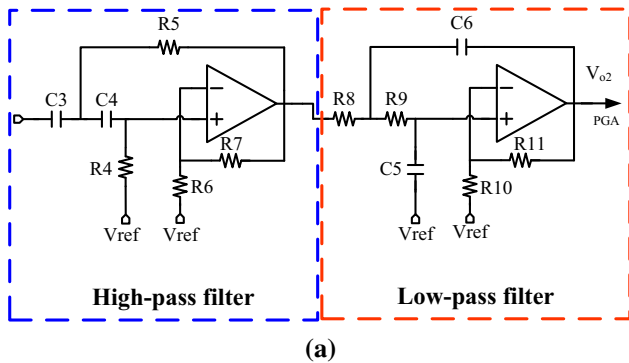 R5
C3
C4
R4
R7
R6
Vref
Vref
High-pass filter
C6
R8
R9
C5
R11
R10
Vref
Vref
Vo2
PGA
Low-pass filter
(a)